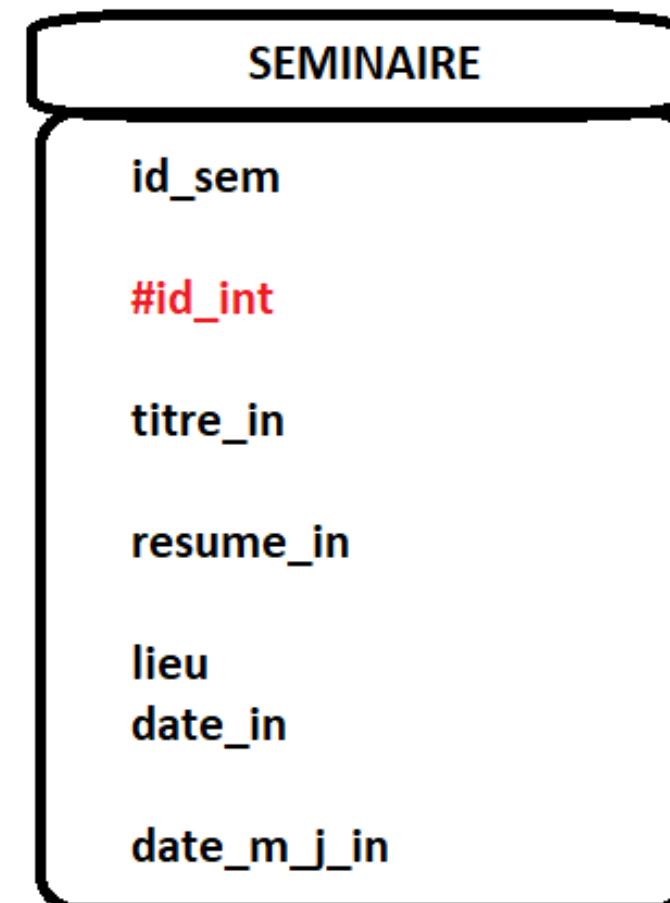 SEMINAIRE
id_sem
#id_int
titre_in
resume_in
lieu
date_in
date_m_j_in